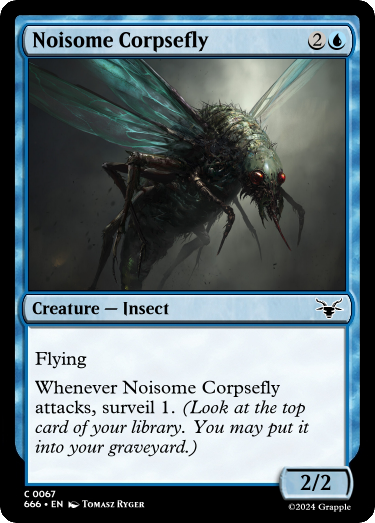 Noisome Corpsefly 2
Creature — Insect
Flying
Whenever Noisome Corpsefly
attacks, surveil 1. (Look at the top
card of your library. You may put it
into your graveyard.)
2/2
C 0067
666 • EN Tomasz Ryger
©2024 Grapple